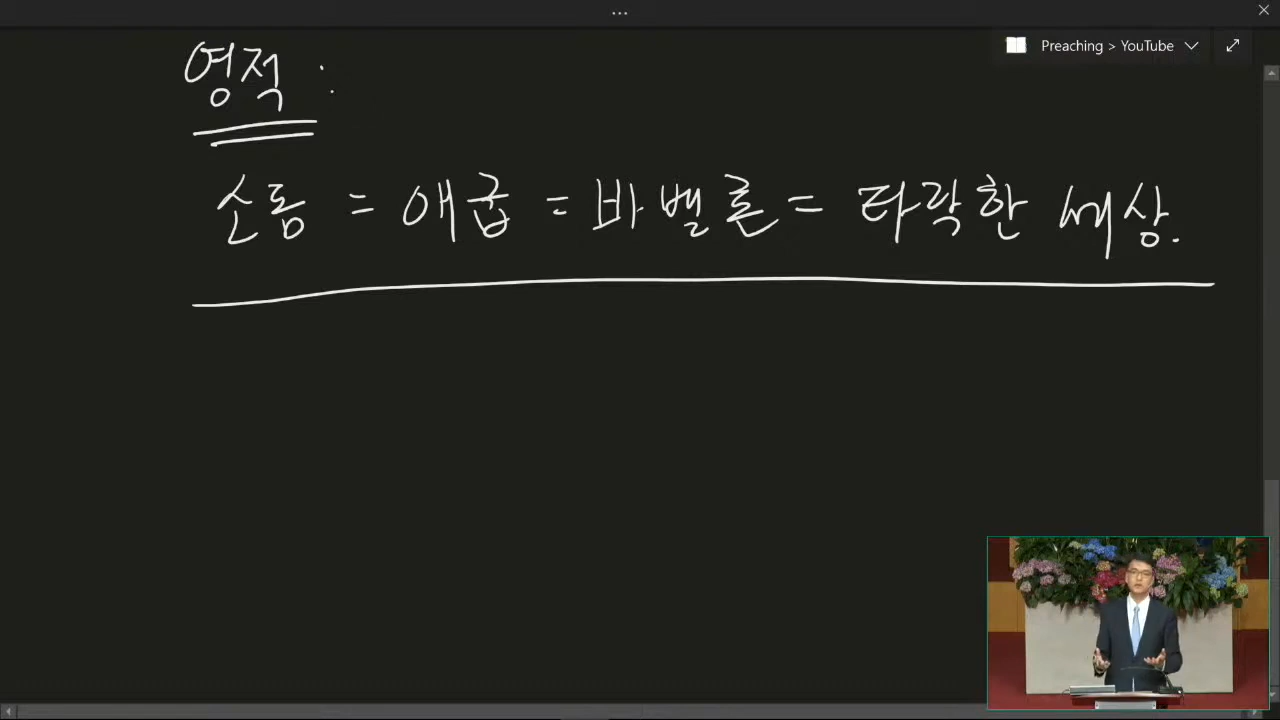 ...
Preaching > YouTube
영적 :
소돔 = 애굽 = 바벨론 = 타락한 세상.